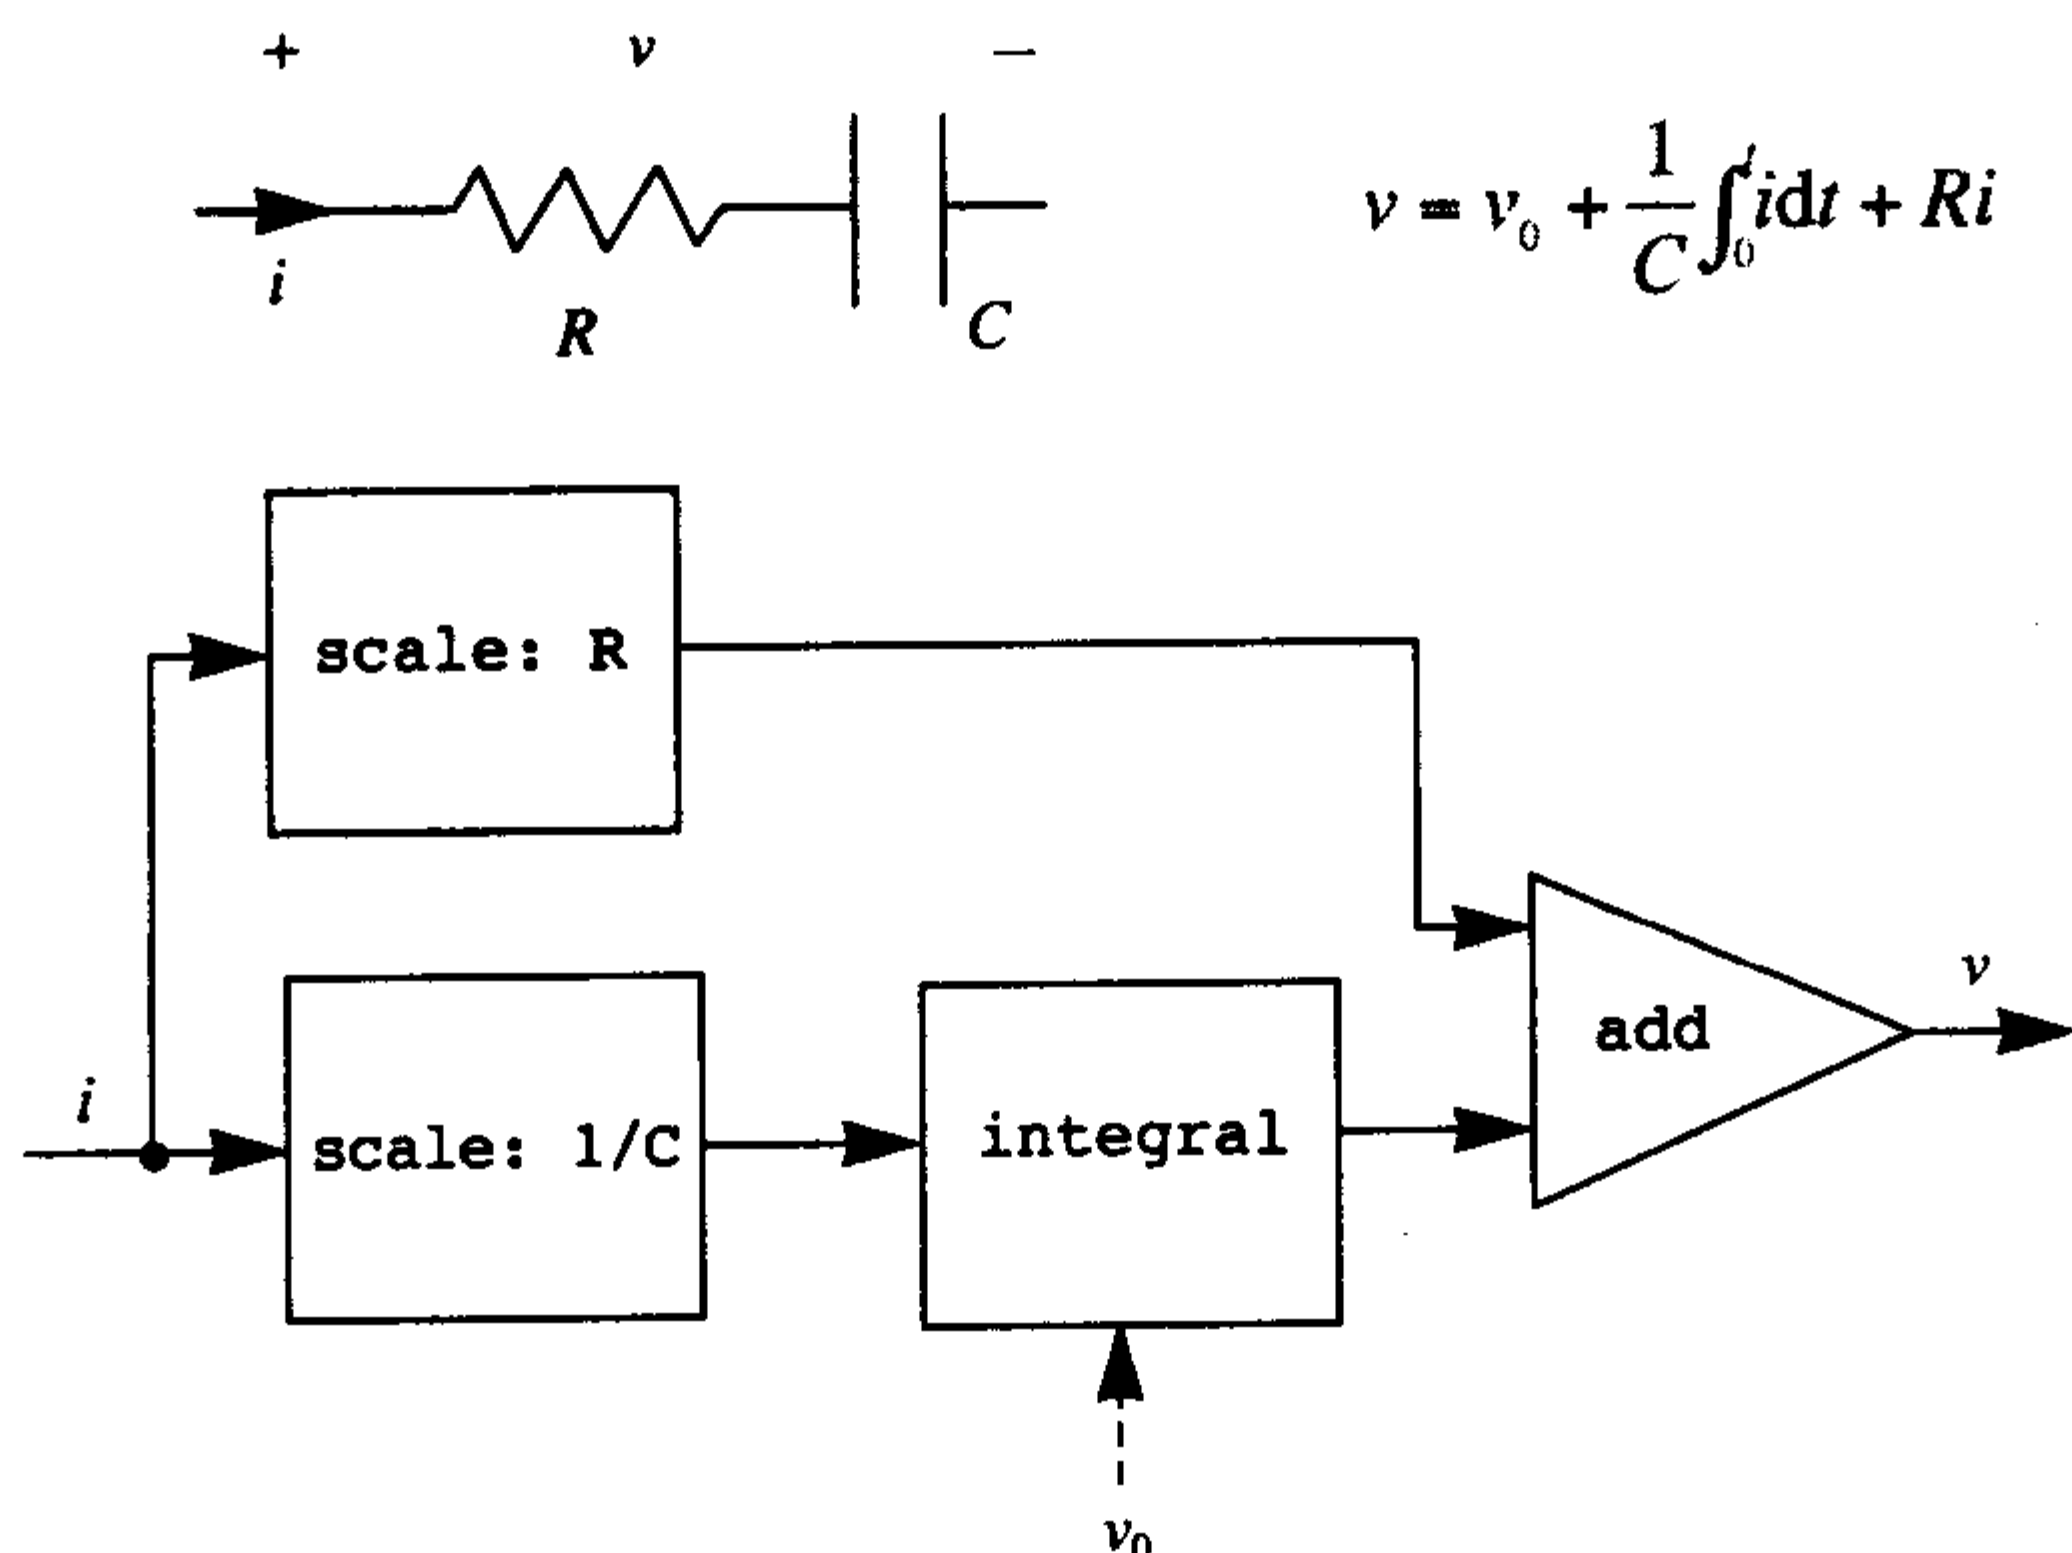 + v −
i
R
C
v = v₀ + 1/C ∫₀ᵗ i dt + Ri
scale: R
i
scale: 1/C
integral
add
v
v₀